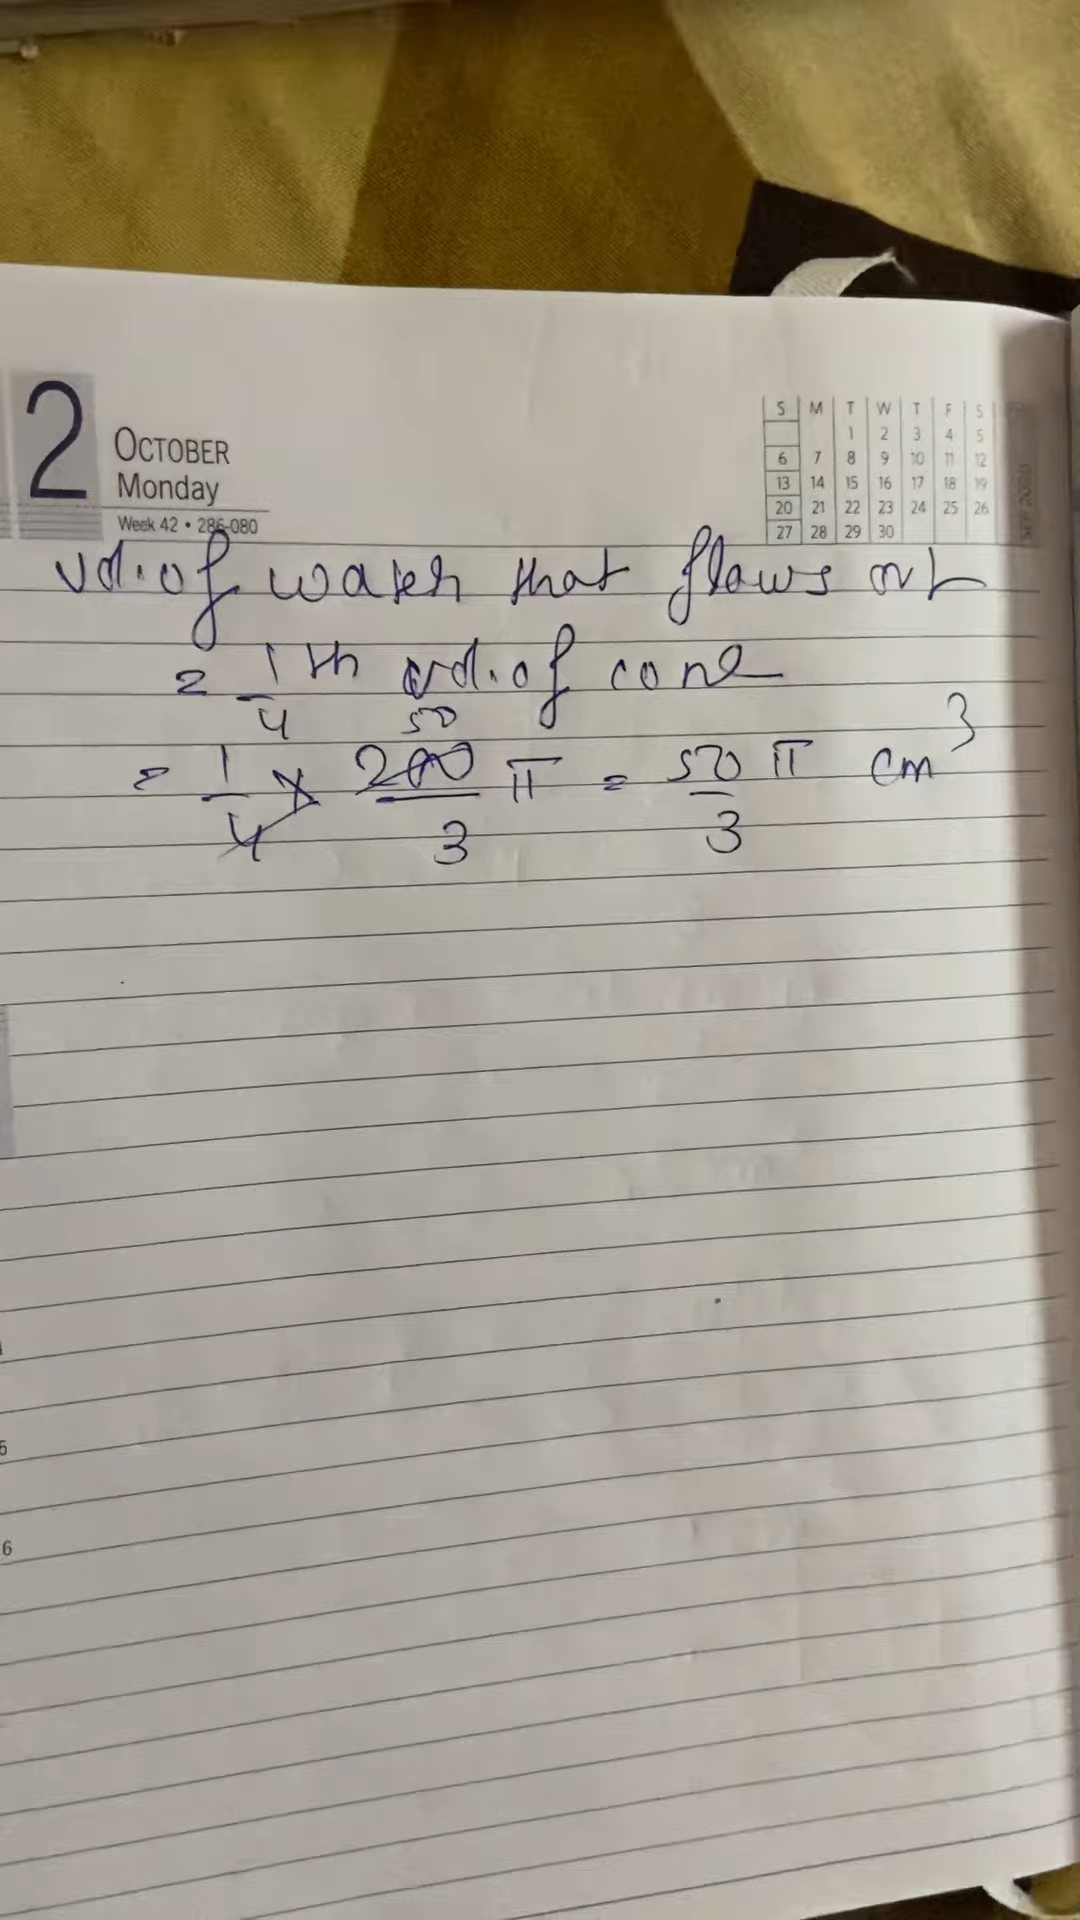 2
OCTOBER
Monday
Week 42 • 286-080
S M T W T F S
1 2 3 4 5
6 7 8 9 10 11 12
13 14 15 16 17 18 19
20 21 22 23 24 25 26
27 28 29 30
vol. of water that flows out
= 1/4 th vol. of cone
50
= 1/4 × 200/3 π = 50/3 π cm³
5
6